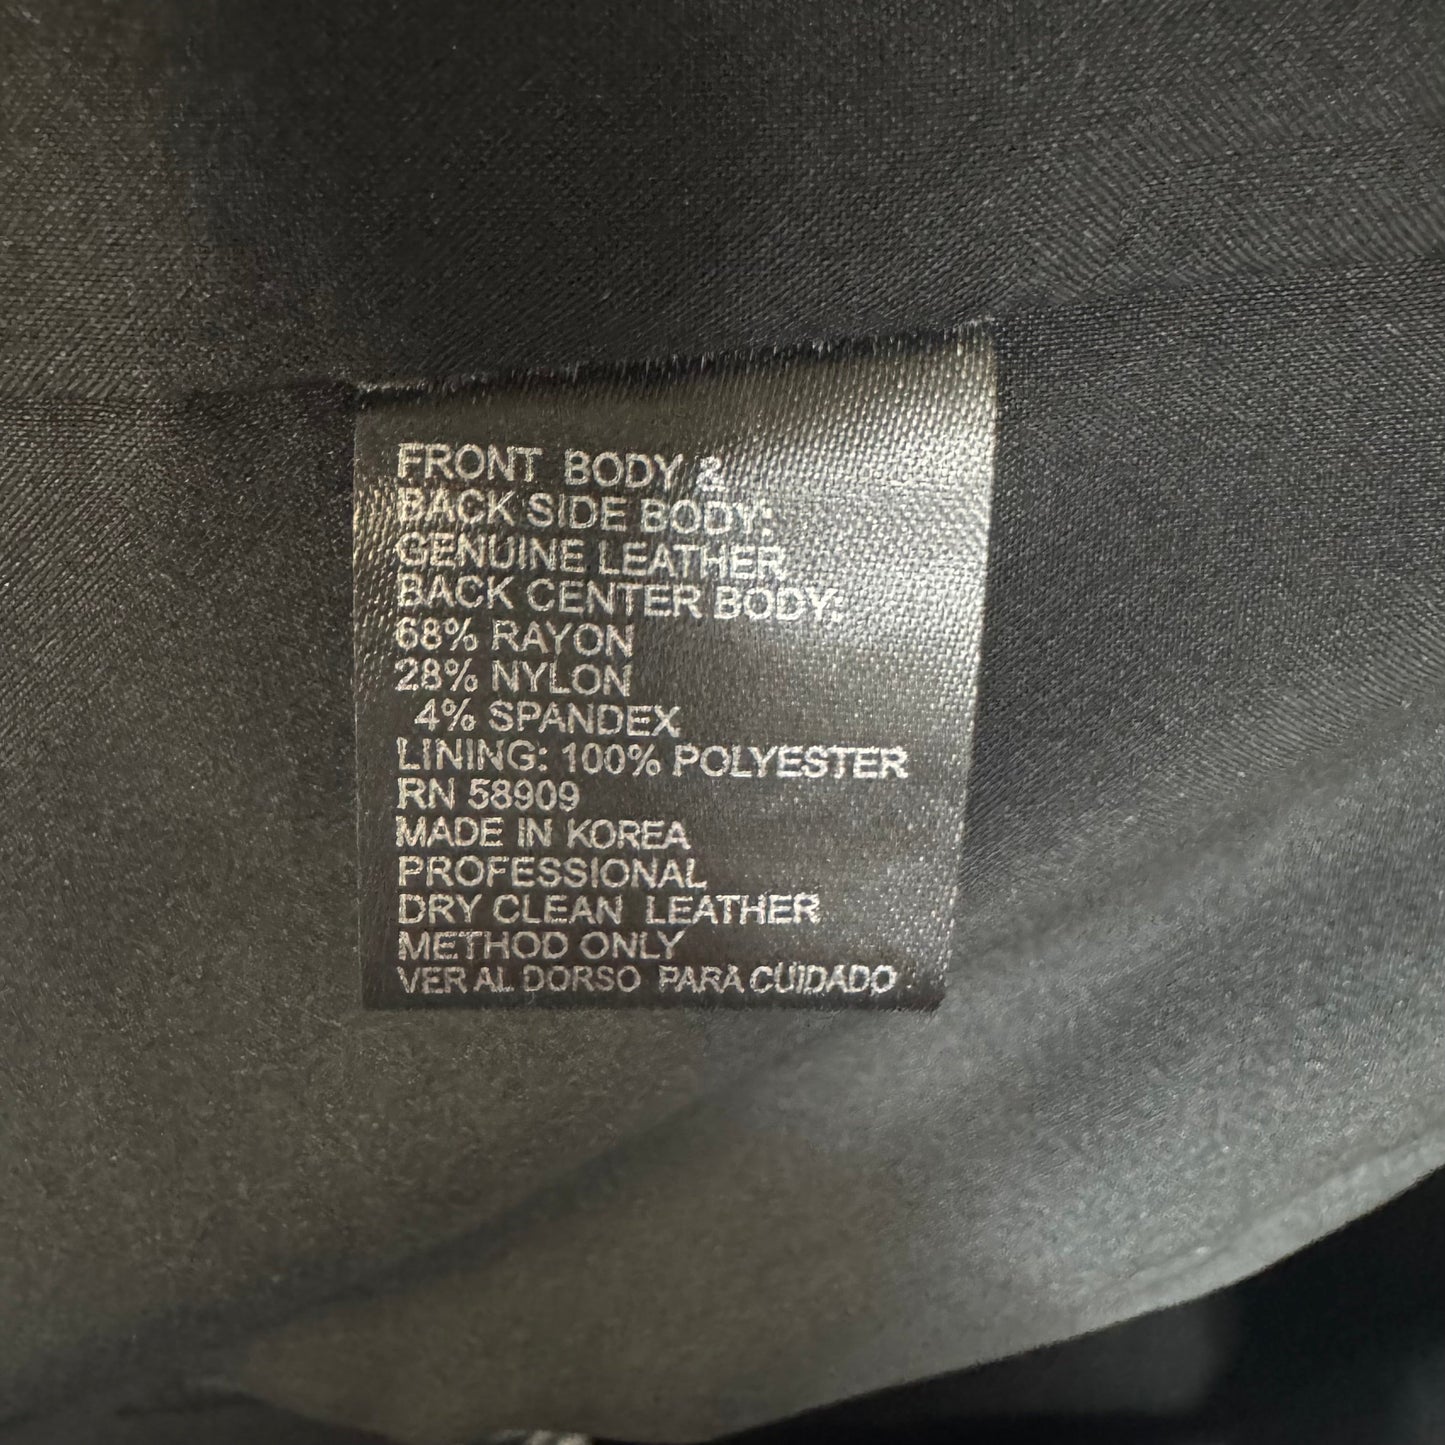 FRONT BODY &
BACK SIDE BODY:
GENUINE LEATHER
BACK CENTER BODY:
68% RAYON
28% NYLON
4% SPANDEX
LINING: 100% POLYESTER
RN 58909
MADE IN KOREA
PROFESSIONAL
DRY CLEAN LEATHER
METHOD ONLY
VER AL DORSO PARA CUIDADO